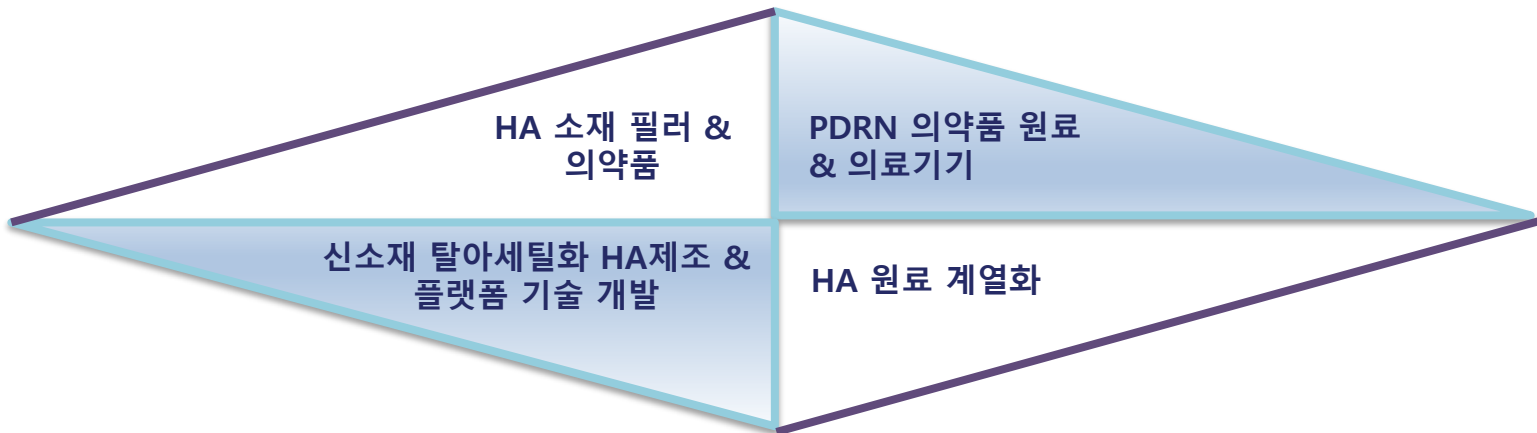 HA 소재 필러 &
의약품
PDRN 의약품 원료
& 의료기기
신소재 탈아세틸화 HA제조 &
플랫폼 기술 개발
HA 원료 계열화